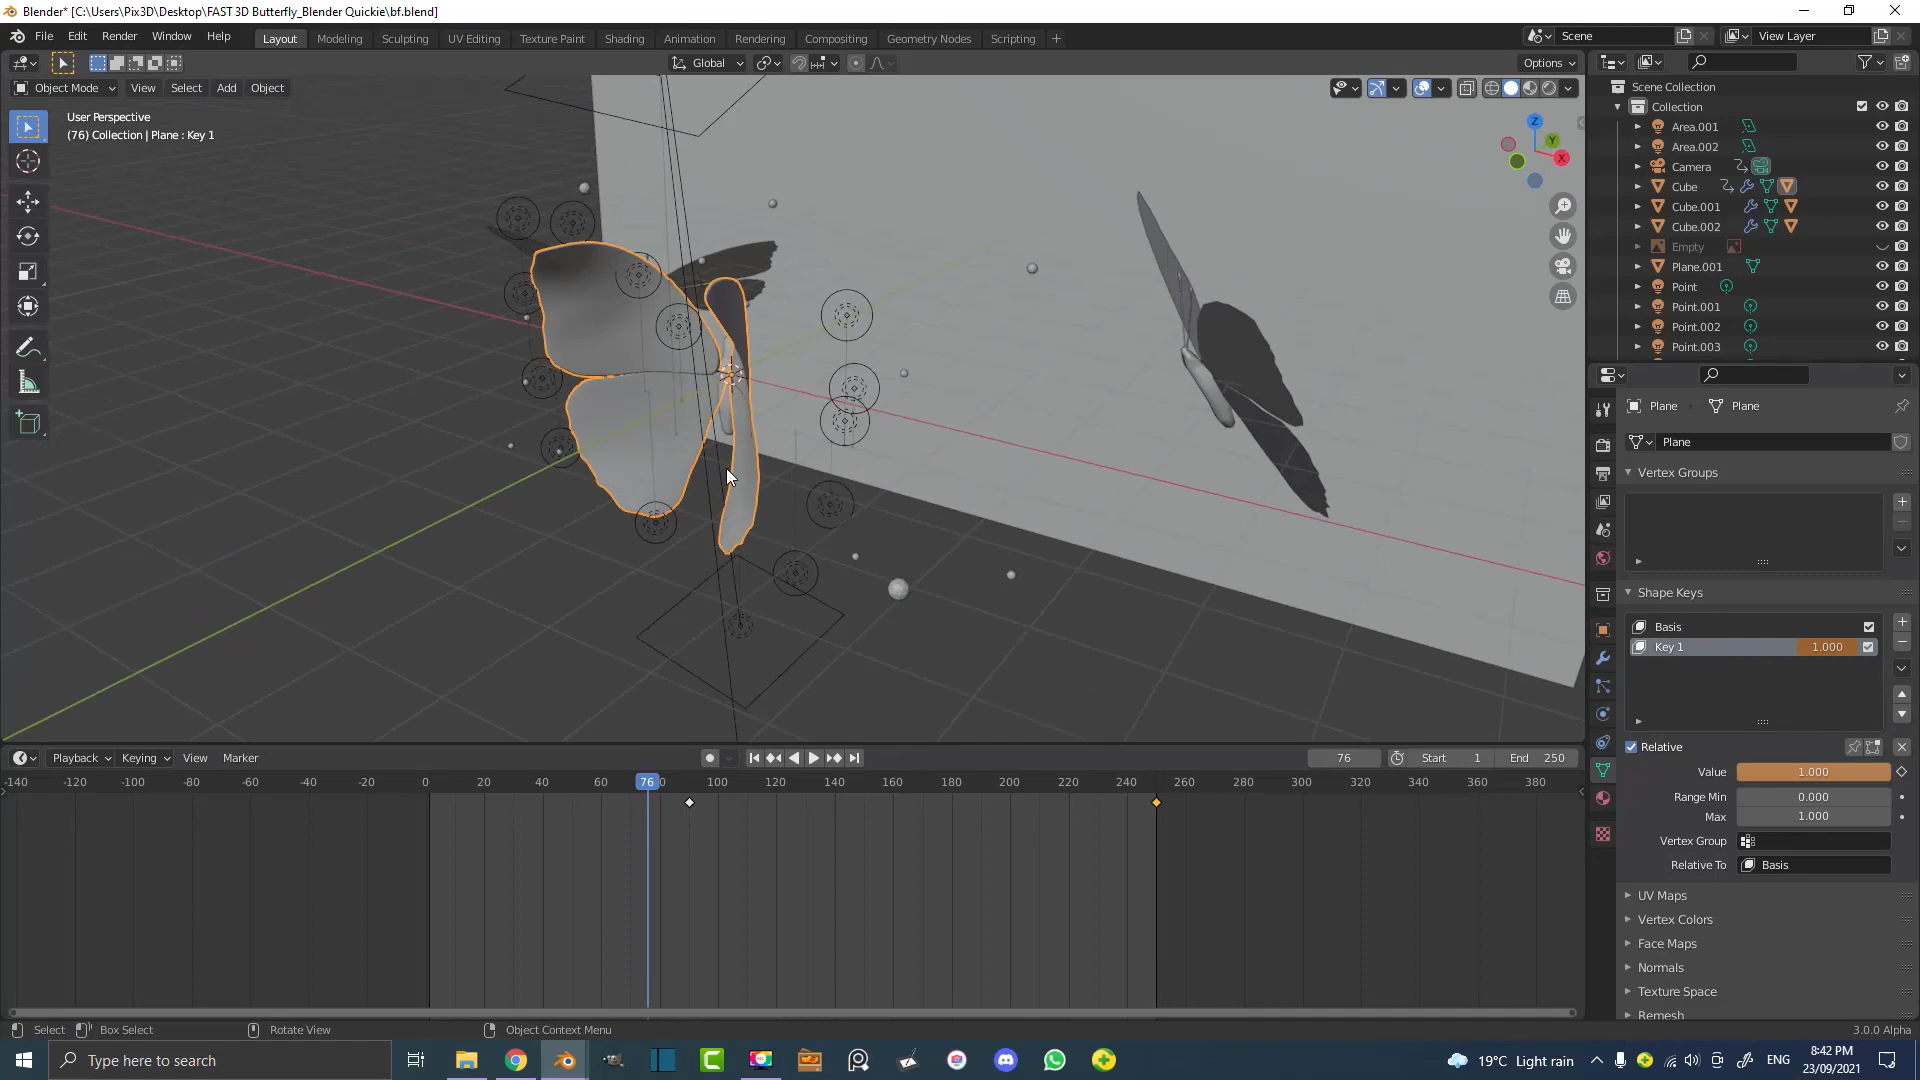 Blender* [C:\Users\Pix3D\Desktop\FAST 3D Butterfly_Blender Quickie\bf.blend]
File Edit Render Window Help
Layout Modeling Sculpting UV Editing Texture Paint Shading Animation Rendering Compositing Geometry Nodes Scripting +
Scene
View Layer
Global
Options
Object Mode View Select Add Object
User Perspective
(76) Collection | Plane : Key 1
Z
Y
X
Scene Collection
Collection
Area.001
Area.002
Camera
Cube
Cube.001
Cube.002
Empty
Plane.001
Point
Point.001
Point.002
Point.003
Plane Plane
Plane
Vertex Groups
Shape Keys
Basis
Key 1 1.000
Relative
Value 1.000
Range Min 0.000
Max 1.000
Vertex Group
Relative To Basis
UV Maps
Vertex Colors
Face Maps
Normals
Texture Space
Remesh
Playback Keying View Marker
76 Start 1 End 250
-140 -120 -100 -80 -60 -40 -20 0 20 40 60 76 0 100 120 140 160 180 200 220 240 260 280 300 320 340 360 380
Select Box Select Rotate View Object Context Menu
3.0.0 Alpha
Type here to search
19°C Light rain
ENG
8:42 PM
23/09/2021